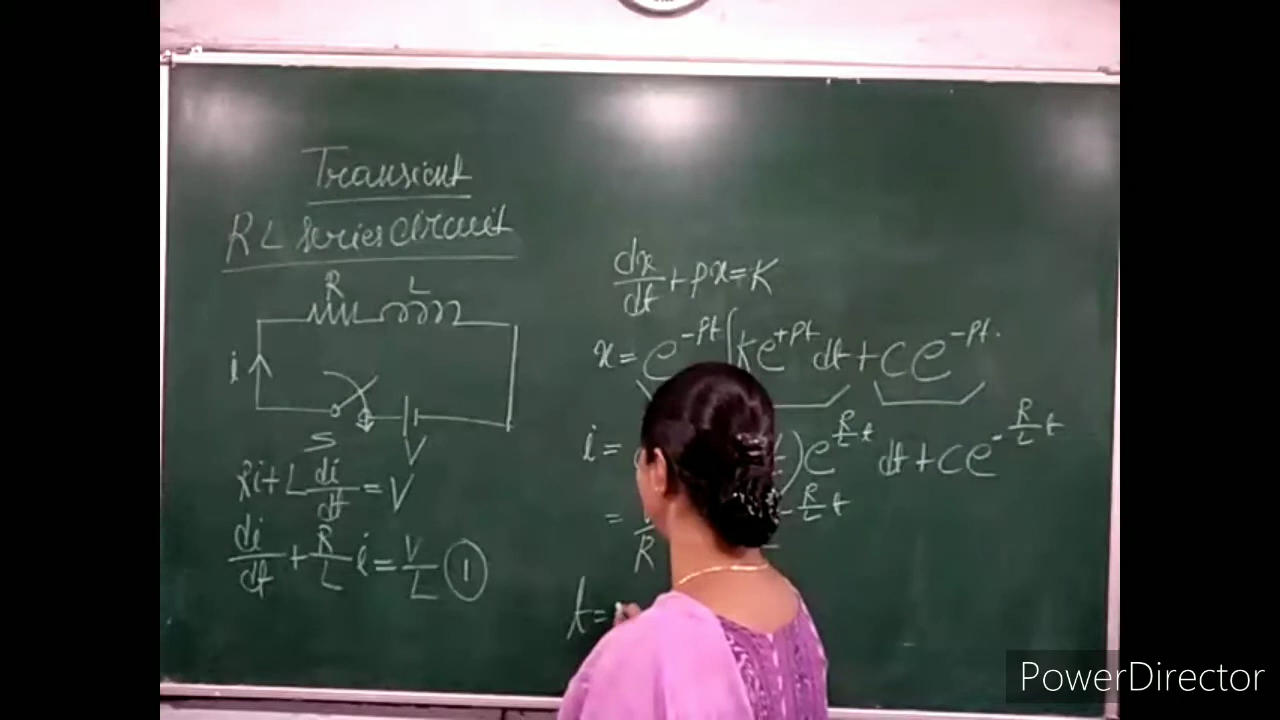 Transient
RL Series Circuit
R L
i
S V
Ri+L di/dt = V
di/dt + R/L i = V/L ①
dx/dt + px = K
x = e^-pt ∫ke^+pt dt + ce^-pt.
i = ) e^R/L t dt + ce^-R/L t
= R - R/L t
t =
PowerDirector